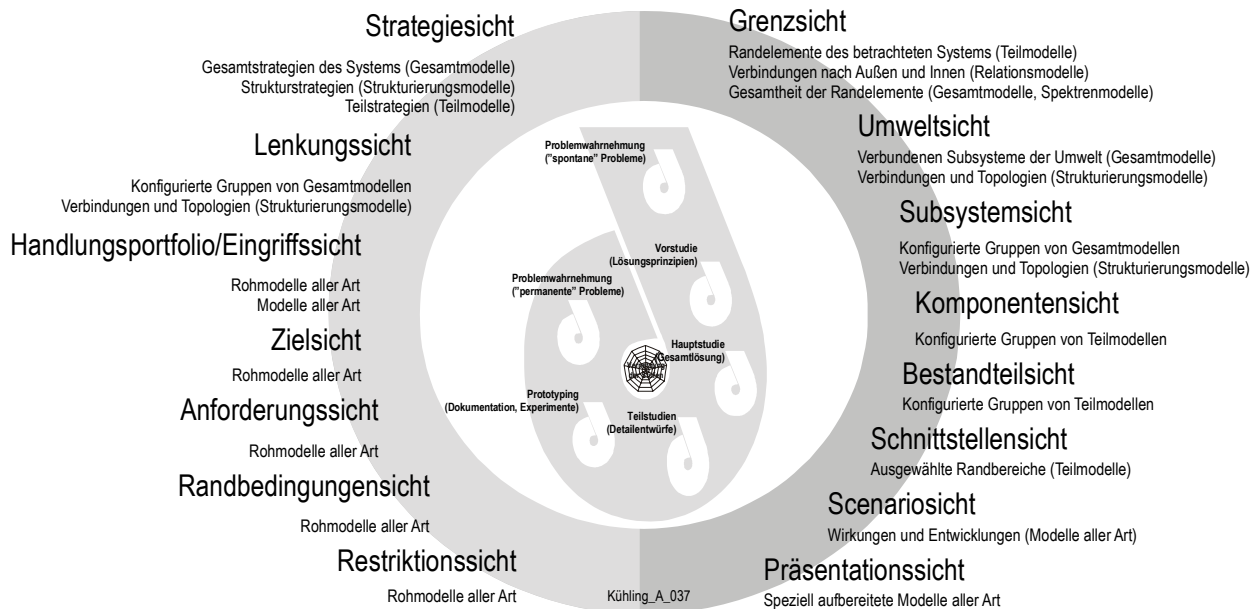 Strategiesicht
Gesamtstrategien des Systems (Gesamtmodelle)
Strukturstrategien (Strukturierungsmodelle)
Teilstrategien (Teilmodelle)
Lenkungssicht
Konfigurierte Gruppen von Gesamtmodellen
Verbindungen und Topologien (Strukturierungsmodelle)
Handlungsportfolio/Eingriffssicht
Rohmodelle aller Art
Modelle aller Art
Zielsicht
Rohmodelle aller Art
Anforderungssicht
Rohmodelle aller Art
Randbedingungensicht
Rohmodelle aller Art
Restriktionssicht
Rohmodelle aller Art
Problemwahrnehmung
("spontane" Probleme)
Vorstudie
(Lösungsprinzipien)
Problemwahrnehmung
("permanente" Probleme)
Hauptstudie
(Gesamtlösung)
Prototyping
(Dokumentation, Experimente)
Teilstudien
(Detailentwürfe)
Kühling_A_037
Grenzsicht
Randelemente des betrachteten Systems (Teilmodelle)
Verbindungen nach Außen und Innen (Relationsmodelle)
Gesamtheit der Randelemente (Gesamtmodelle, Spektrenmodelle)
Umweltsicht
Verbundenen Subsysteme der Umwelt (Gesamtmodelle)
Verbindungen und Topologien (Strukturierungsmodelle)
Subsystemsicht
Konfigurierte Gruppen von Gesamtmodellen
Verbindungen und Topologien (Strukturierungsmodelle)
Komponentensicht
Konfigurierte Gruppen von Teilmodellen
Bestandteilsicht
Konfigurierte Gruppen von Teilmodellen
Schnittstellensicht
Ausgewählte Randbereiche (Teilmodelle)
Scenariosicht
Wirkungen und Entwicklungen (Modelle aller Art)
Präsentationssicht
Speziell aufbereitete Modelle aller Art